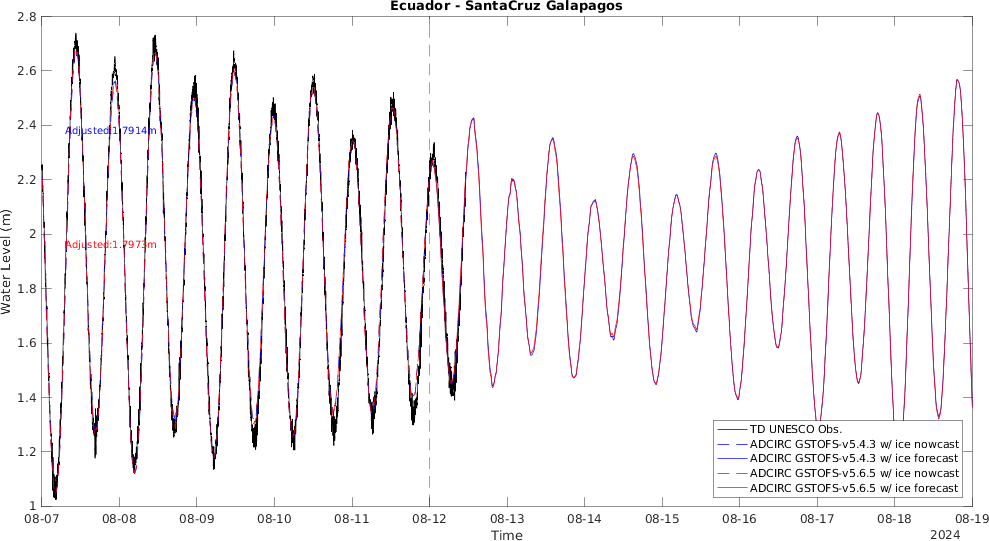 Ecuador - SantaCruz Galapagos
Water Level (m)
2.8
2.6
2.4
2.2
2
1.8
1.6
1.4
1.2
1
Adjusted:1.7914m
Adjusted:1.7973m
TD UNESCO Obs.
ADCIRC GSTOFS-v5.4.3 w/ ice nowcast
ADCIRC GSTOFS-v5.4.3 w/ ice forecast
ADCIRC GSTOFS-v5.6.5 w/ ice nowcast
ADCIRC GSTOFS-v5.6.5 w/ ice forecast
08-07 08-08 08-09 08-10 08-11 08-12 08-13 08-14 08-15 08-16 08-17 08-18 08-19
Time
2024